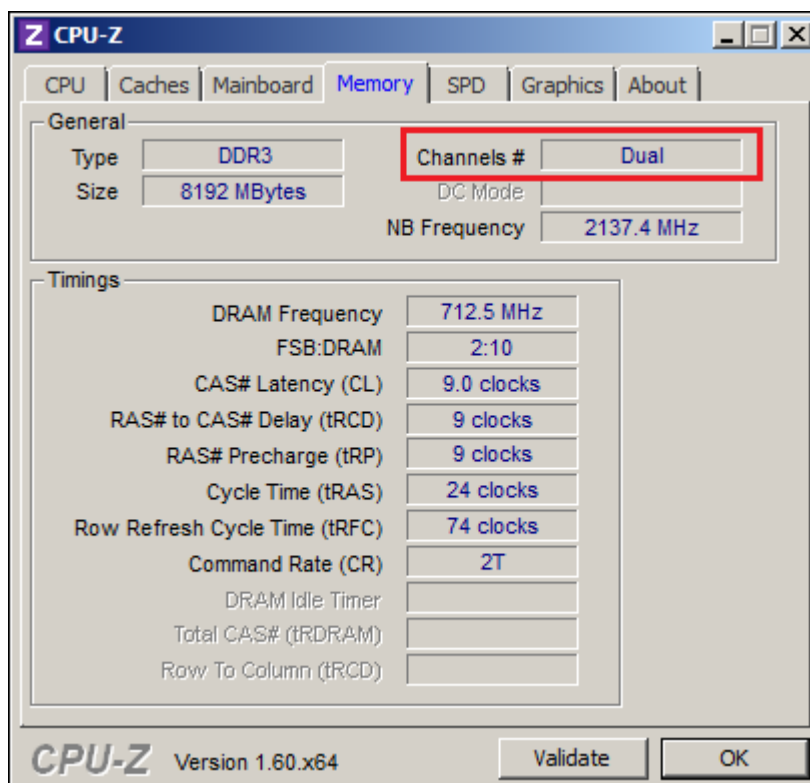 Z CPU-Z
CPU Caches Mainboard Memory SPD Graphics About
General
Type DDR3 Channels # Dual
Size 8192 MBytes DC Mode
NB Frequency 2137.4 MHz
Timings
DRAM Frequency 712.5 MHz
FSB:DRAM 2:10
CAS# Latency (CL) 9.0 clocks
RAS# to CAS# Delay (tRCD) 9 clocks
RAS# Precharge (tRP) 9 clocks
Cycle Time (tRAS) 24 clocks
Row Refresh Cycle Time (tRFC) 74 clocks
Command Rate (CR) 2T
DRAM Idle Timer
Total CAS# (tRDRAM)
Row To Column (tRCD)
CPU-Z Version 1.60.x64 Validate OK